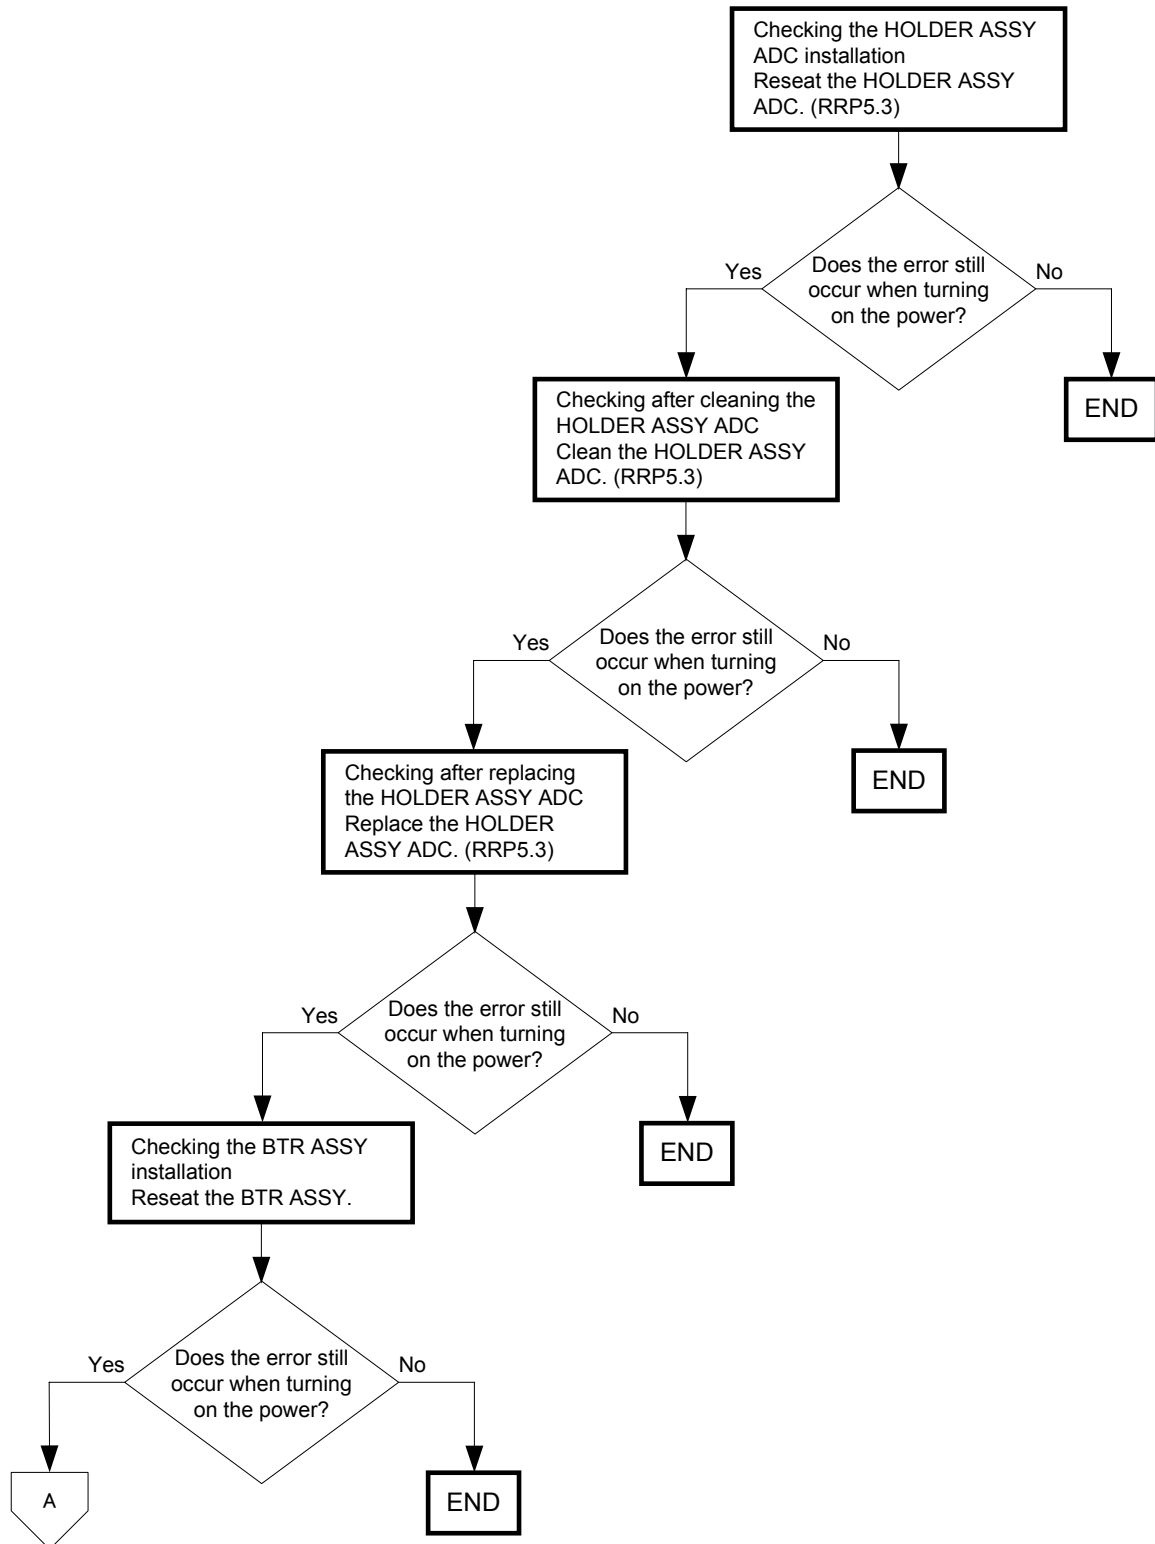 Checking the HOLDER ASSY
ADC installation
Reseat the HOLDER ASSY
ADC. (RRP5.3)
Yes
Does the error still
occur when turning
on the power?
No
END
Checking after cleaning the
HOLDER ASSY ADC
Clean the HOLDER ASSY
ADC. (RRP5.3)
Yes
Does the error still
occur when turning
on the power?
No
END
Checking after replacing
the HOLDER ASSY ADC
Replace the HOLDER
ASSY ADC. (RRP5.3)
Yes
Does the error still
occur when turning
on the power?
No
END
Checking the BTR ASSY
installation
Reseat the BTR ASSY.
Yes
Does the error still
occur when turning
on the power?
No
A
END